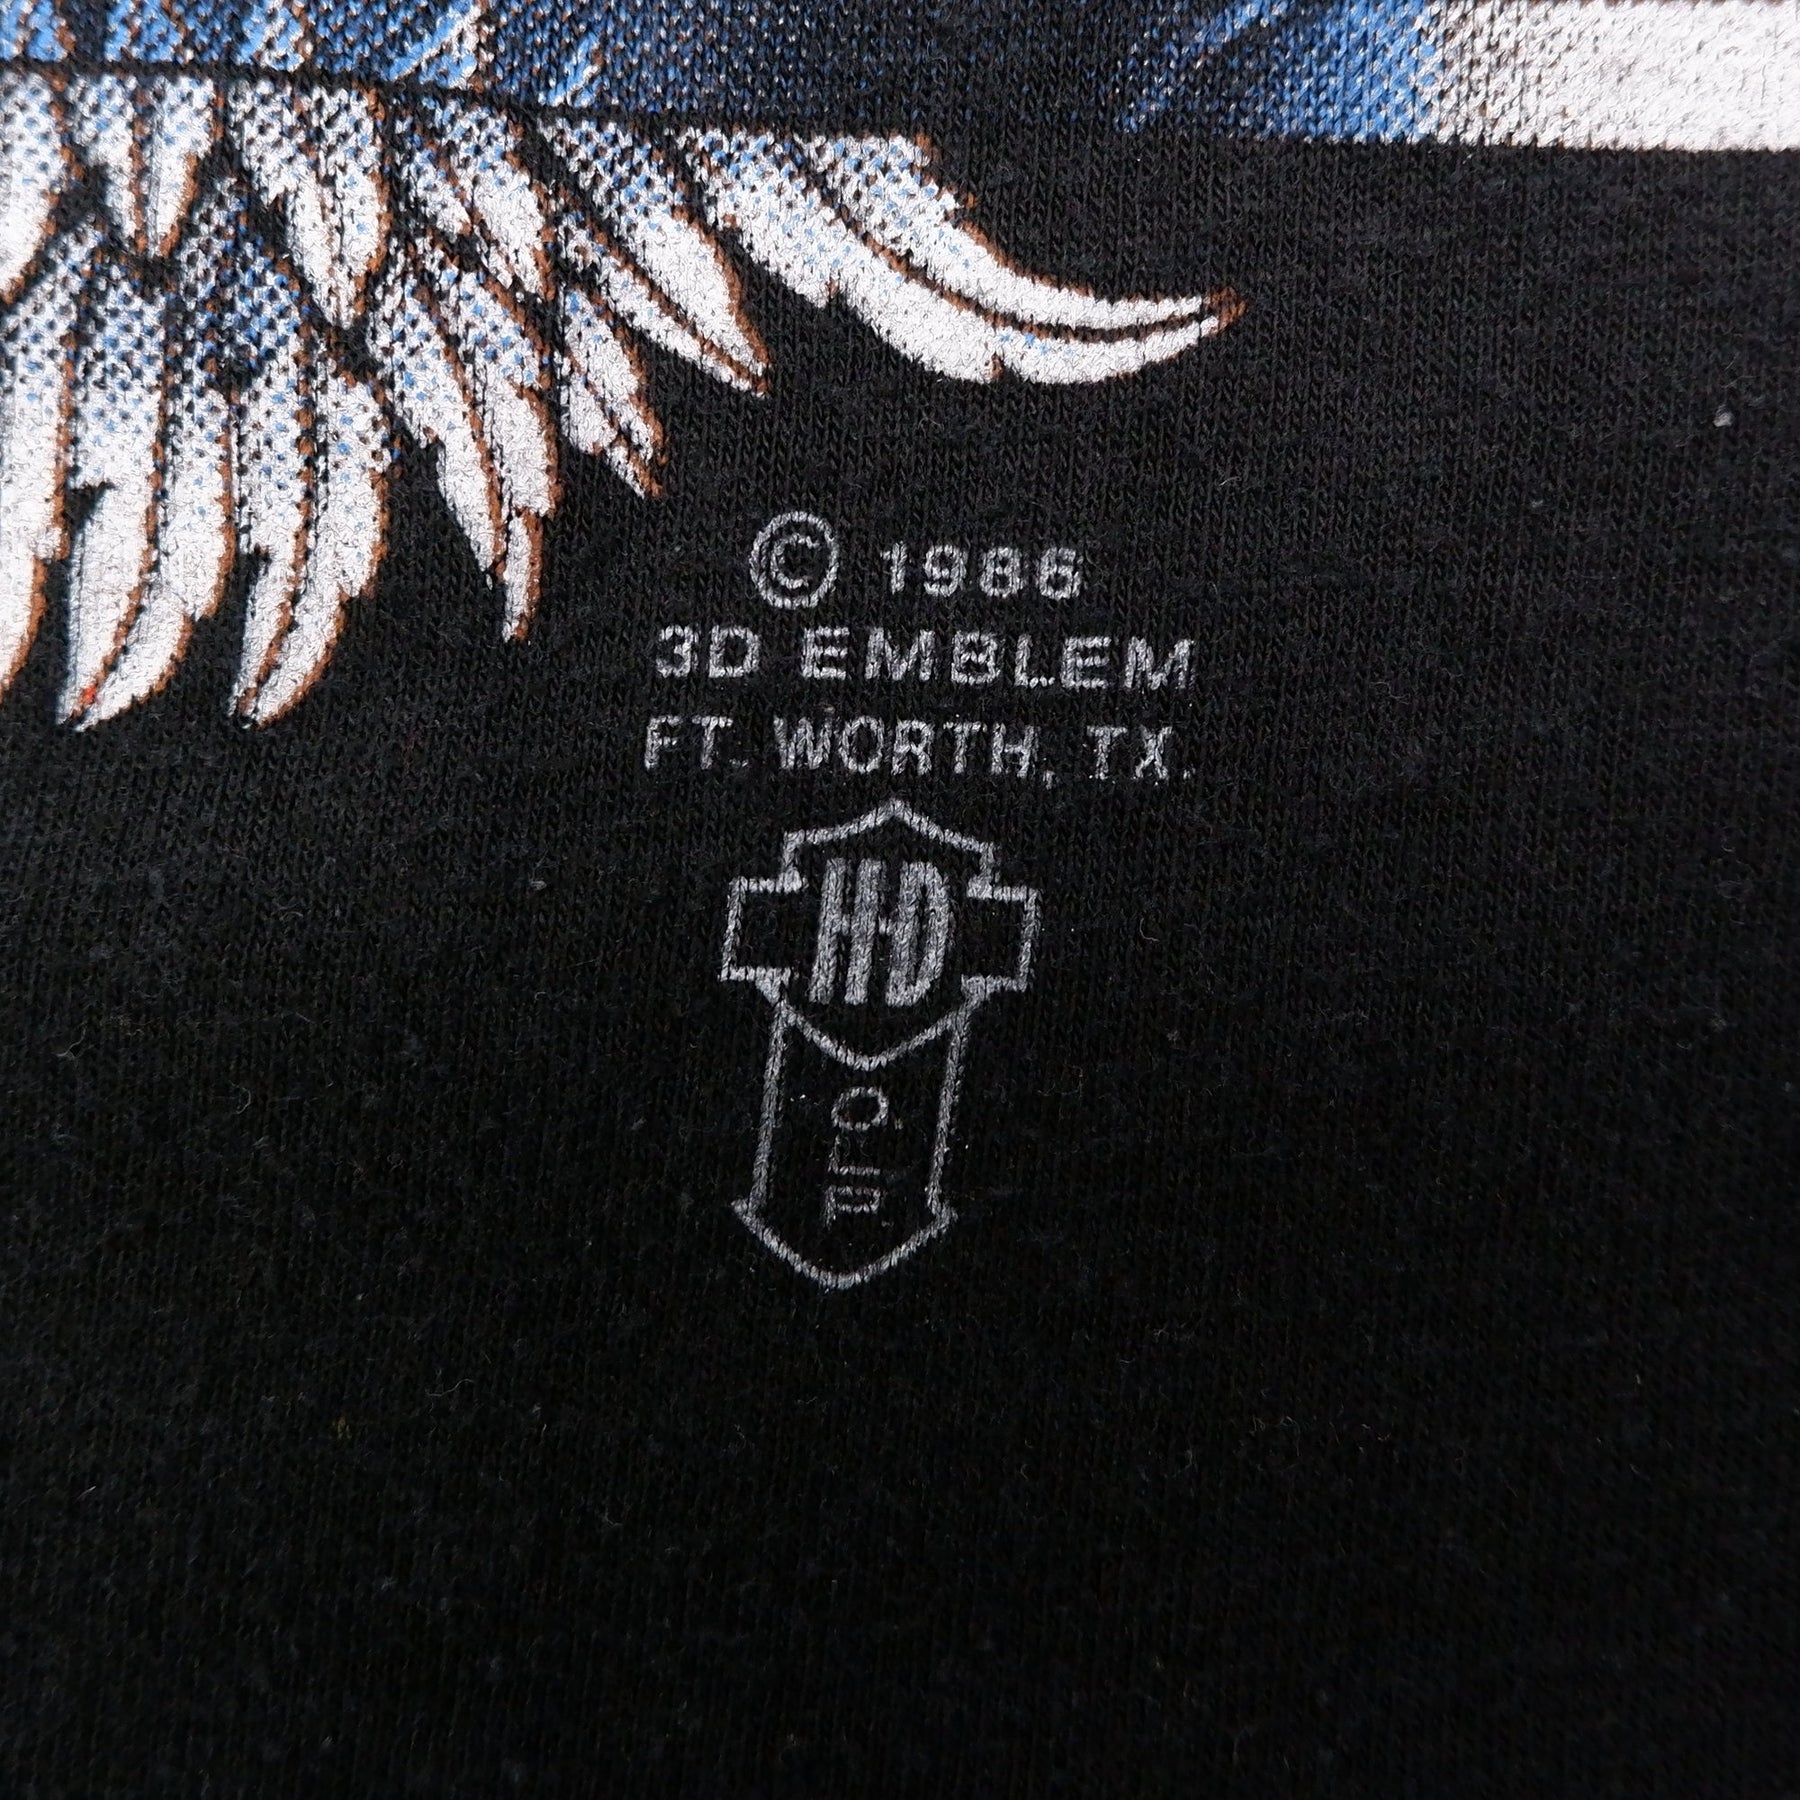 © 1986
3D EMBLEM
FT. WORTH, TX.
H-D